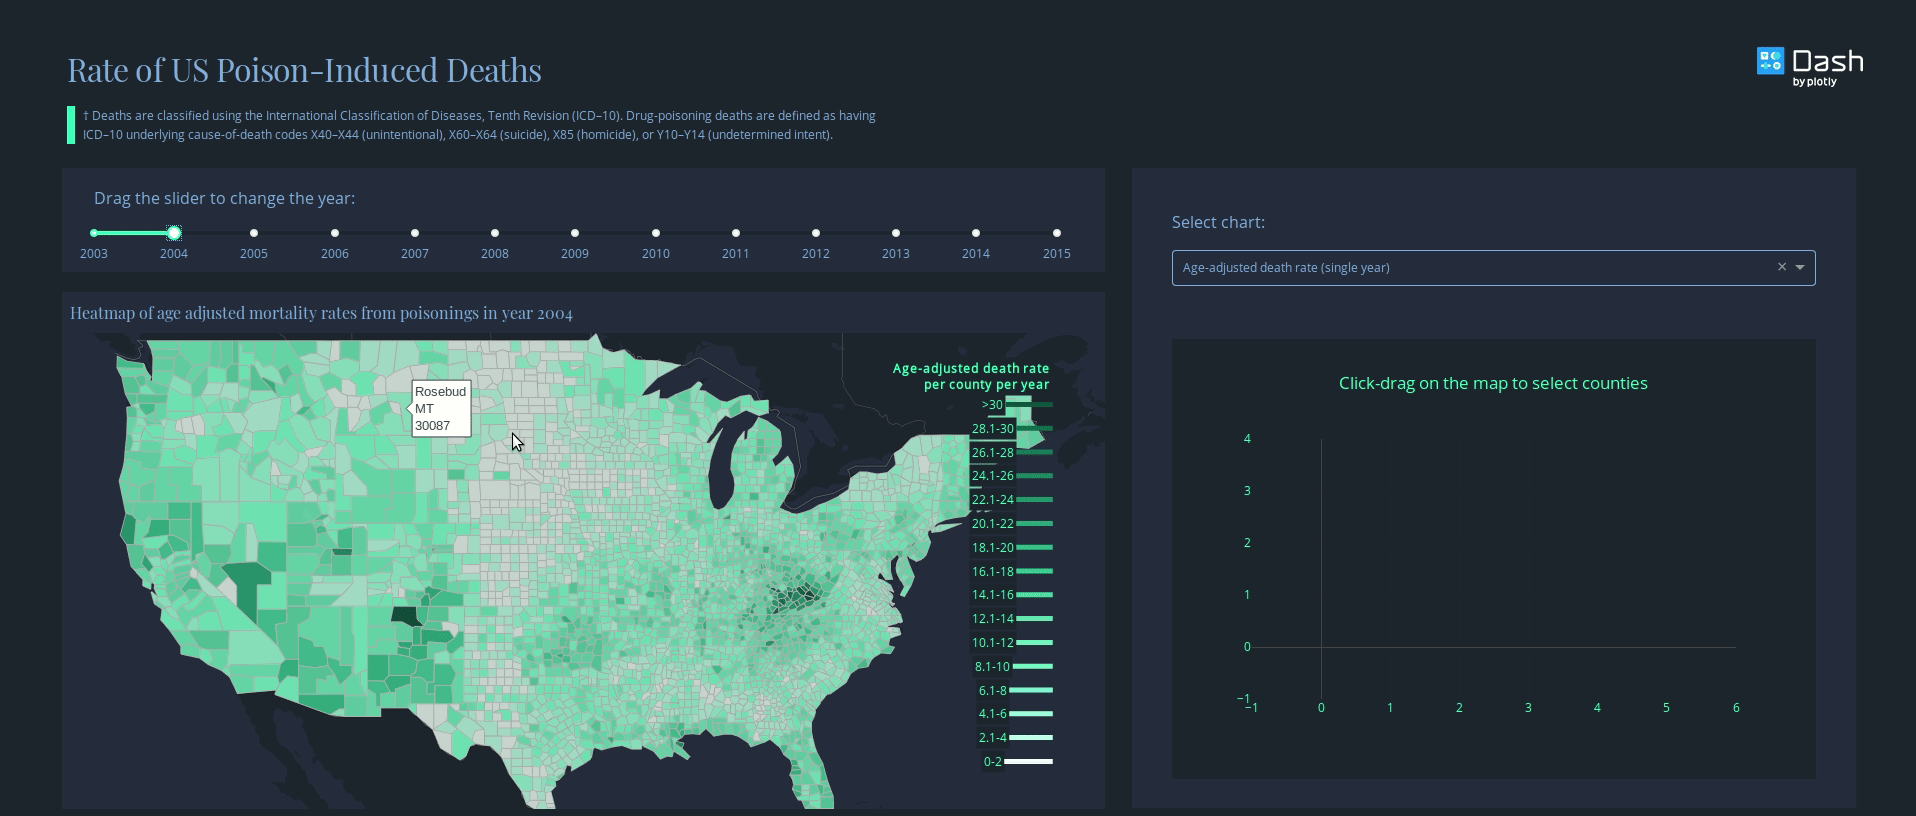 Rate of US Poison-Induced Deaths
Dash
by plotly
† Deaths are classified using the International Classification of Diseases, Tenth Revision (ICD–10). Drug-poisoning deaths are defined as having
ICD–10 underlying cause-of-death codes X40–X44 (unintentional), X60–X64 (suicide), X85 (homicide), or Y10–Y14 (undetermined intent).
Drag the slider to change the year:
2003 2004 2005 2006 2007 2008 2009 2010 2011 2012 2013 2014 2015
Heatmap of age adjusted mortality rates from poisonings in year 2004
Rosebud
MT
30087
Age-adjusted death rate
per county per year
>30
28.1-30
26.1-28
24.1-26
22.1-24
20.1-22
18.1-20
16.1-18
14.1-16
12.1-14
10.1-12
8.1-10
6.1-8
4.1-6
2.1-4
0-2
Select chart:
Age-adjusted death rate (single year)
Click-drag on the map to select counties
4
3
2
1
0
−1
−1 0 1 2 3 4 5 6